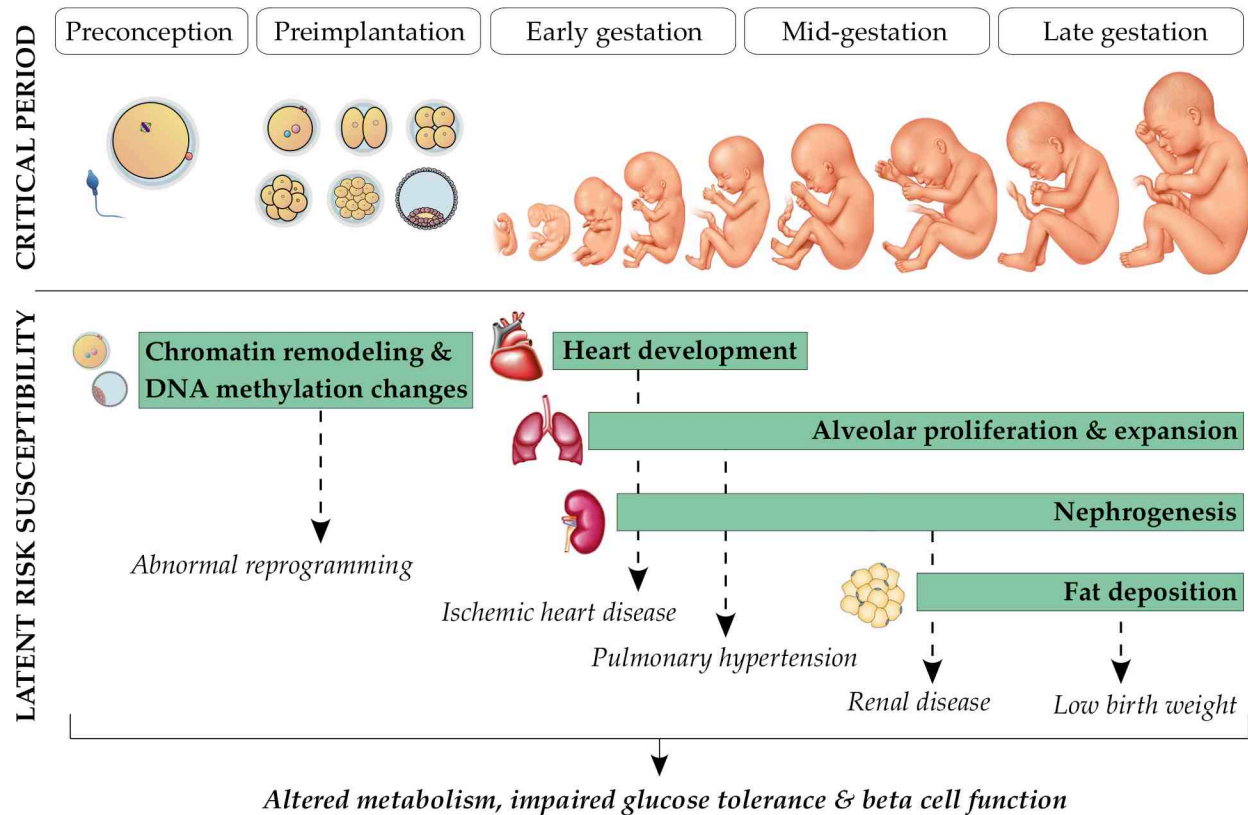 CRITICAL PERIOD
Preconception
Preimplantation
Early gestation
Mid-gestation
Late gestation
LATENT RISK SUSCEPTIBILITY
Chromatin remodeling &
DNA methylation changes
Heart development
Alveolar proliferation & expansion
Nephrogenesis
Abnormal reprogramming
Fat deposition
Ischemic heart disease
Pulmonary hypertension
Renal disease
Low birth weight
Altered metabolism, impaired glucose tolerance & beta cell function